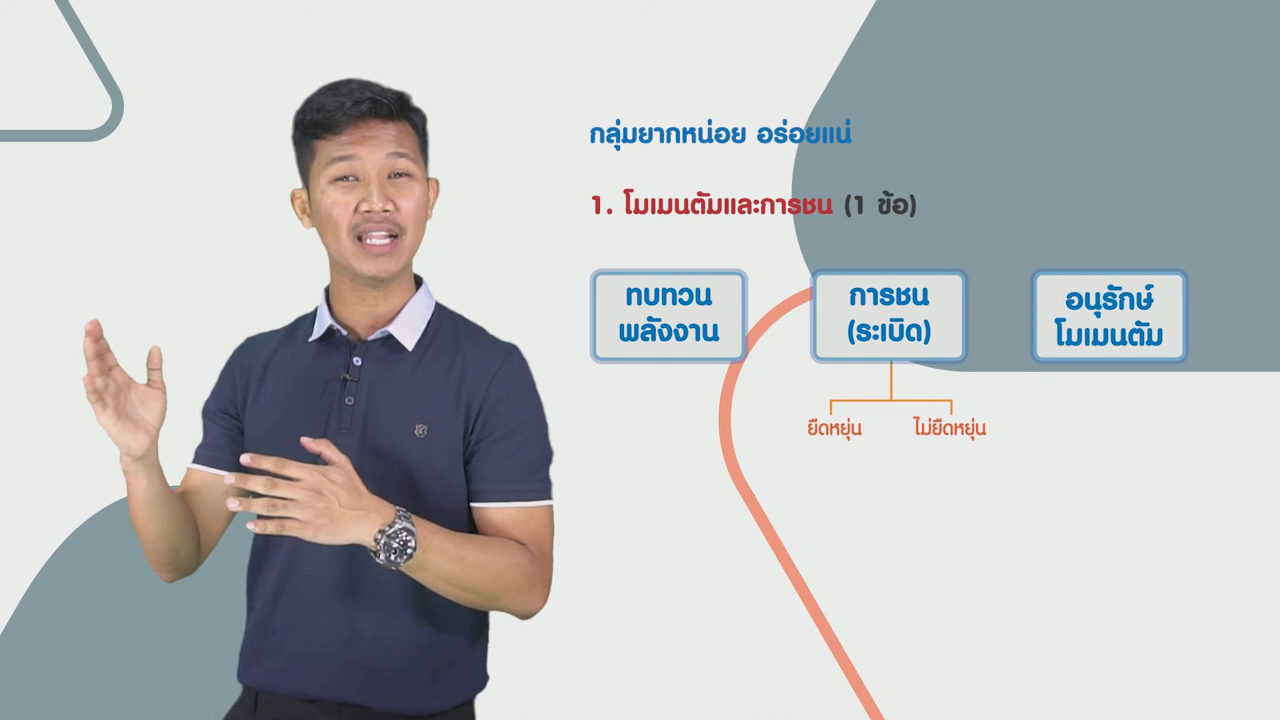 กลุ่มยากหน่อย อร่อยแน่
1. โมเมนตัมและการชน (1 ข้อ)
ทบทวน
พลังงาน
การชน
(ระเบิด)
อนุรักษ์
โมเมนตัม
ยืดหยุ่น
ไม่ยืดหยุ่น